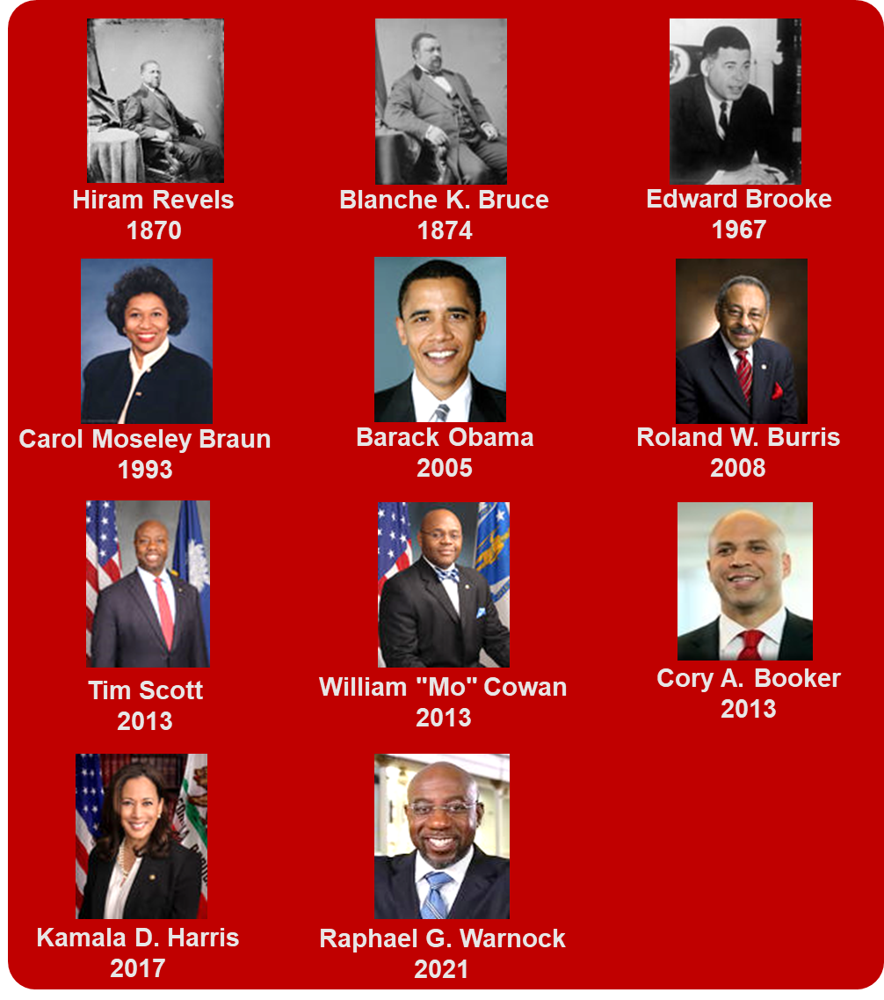 Hiram Revels
1870
Blanche K. Bruce
1874
Edward Brooke
1967
Carol Moseley Braun
1993
Barack Obama
2005
Roland W. Burris
2008
Tim Scott
2013
William "Mo" Cowan
2013
Cory A. Booker
2013
Kamala D. Harris
2017
Raphael G. Warnock
2021